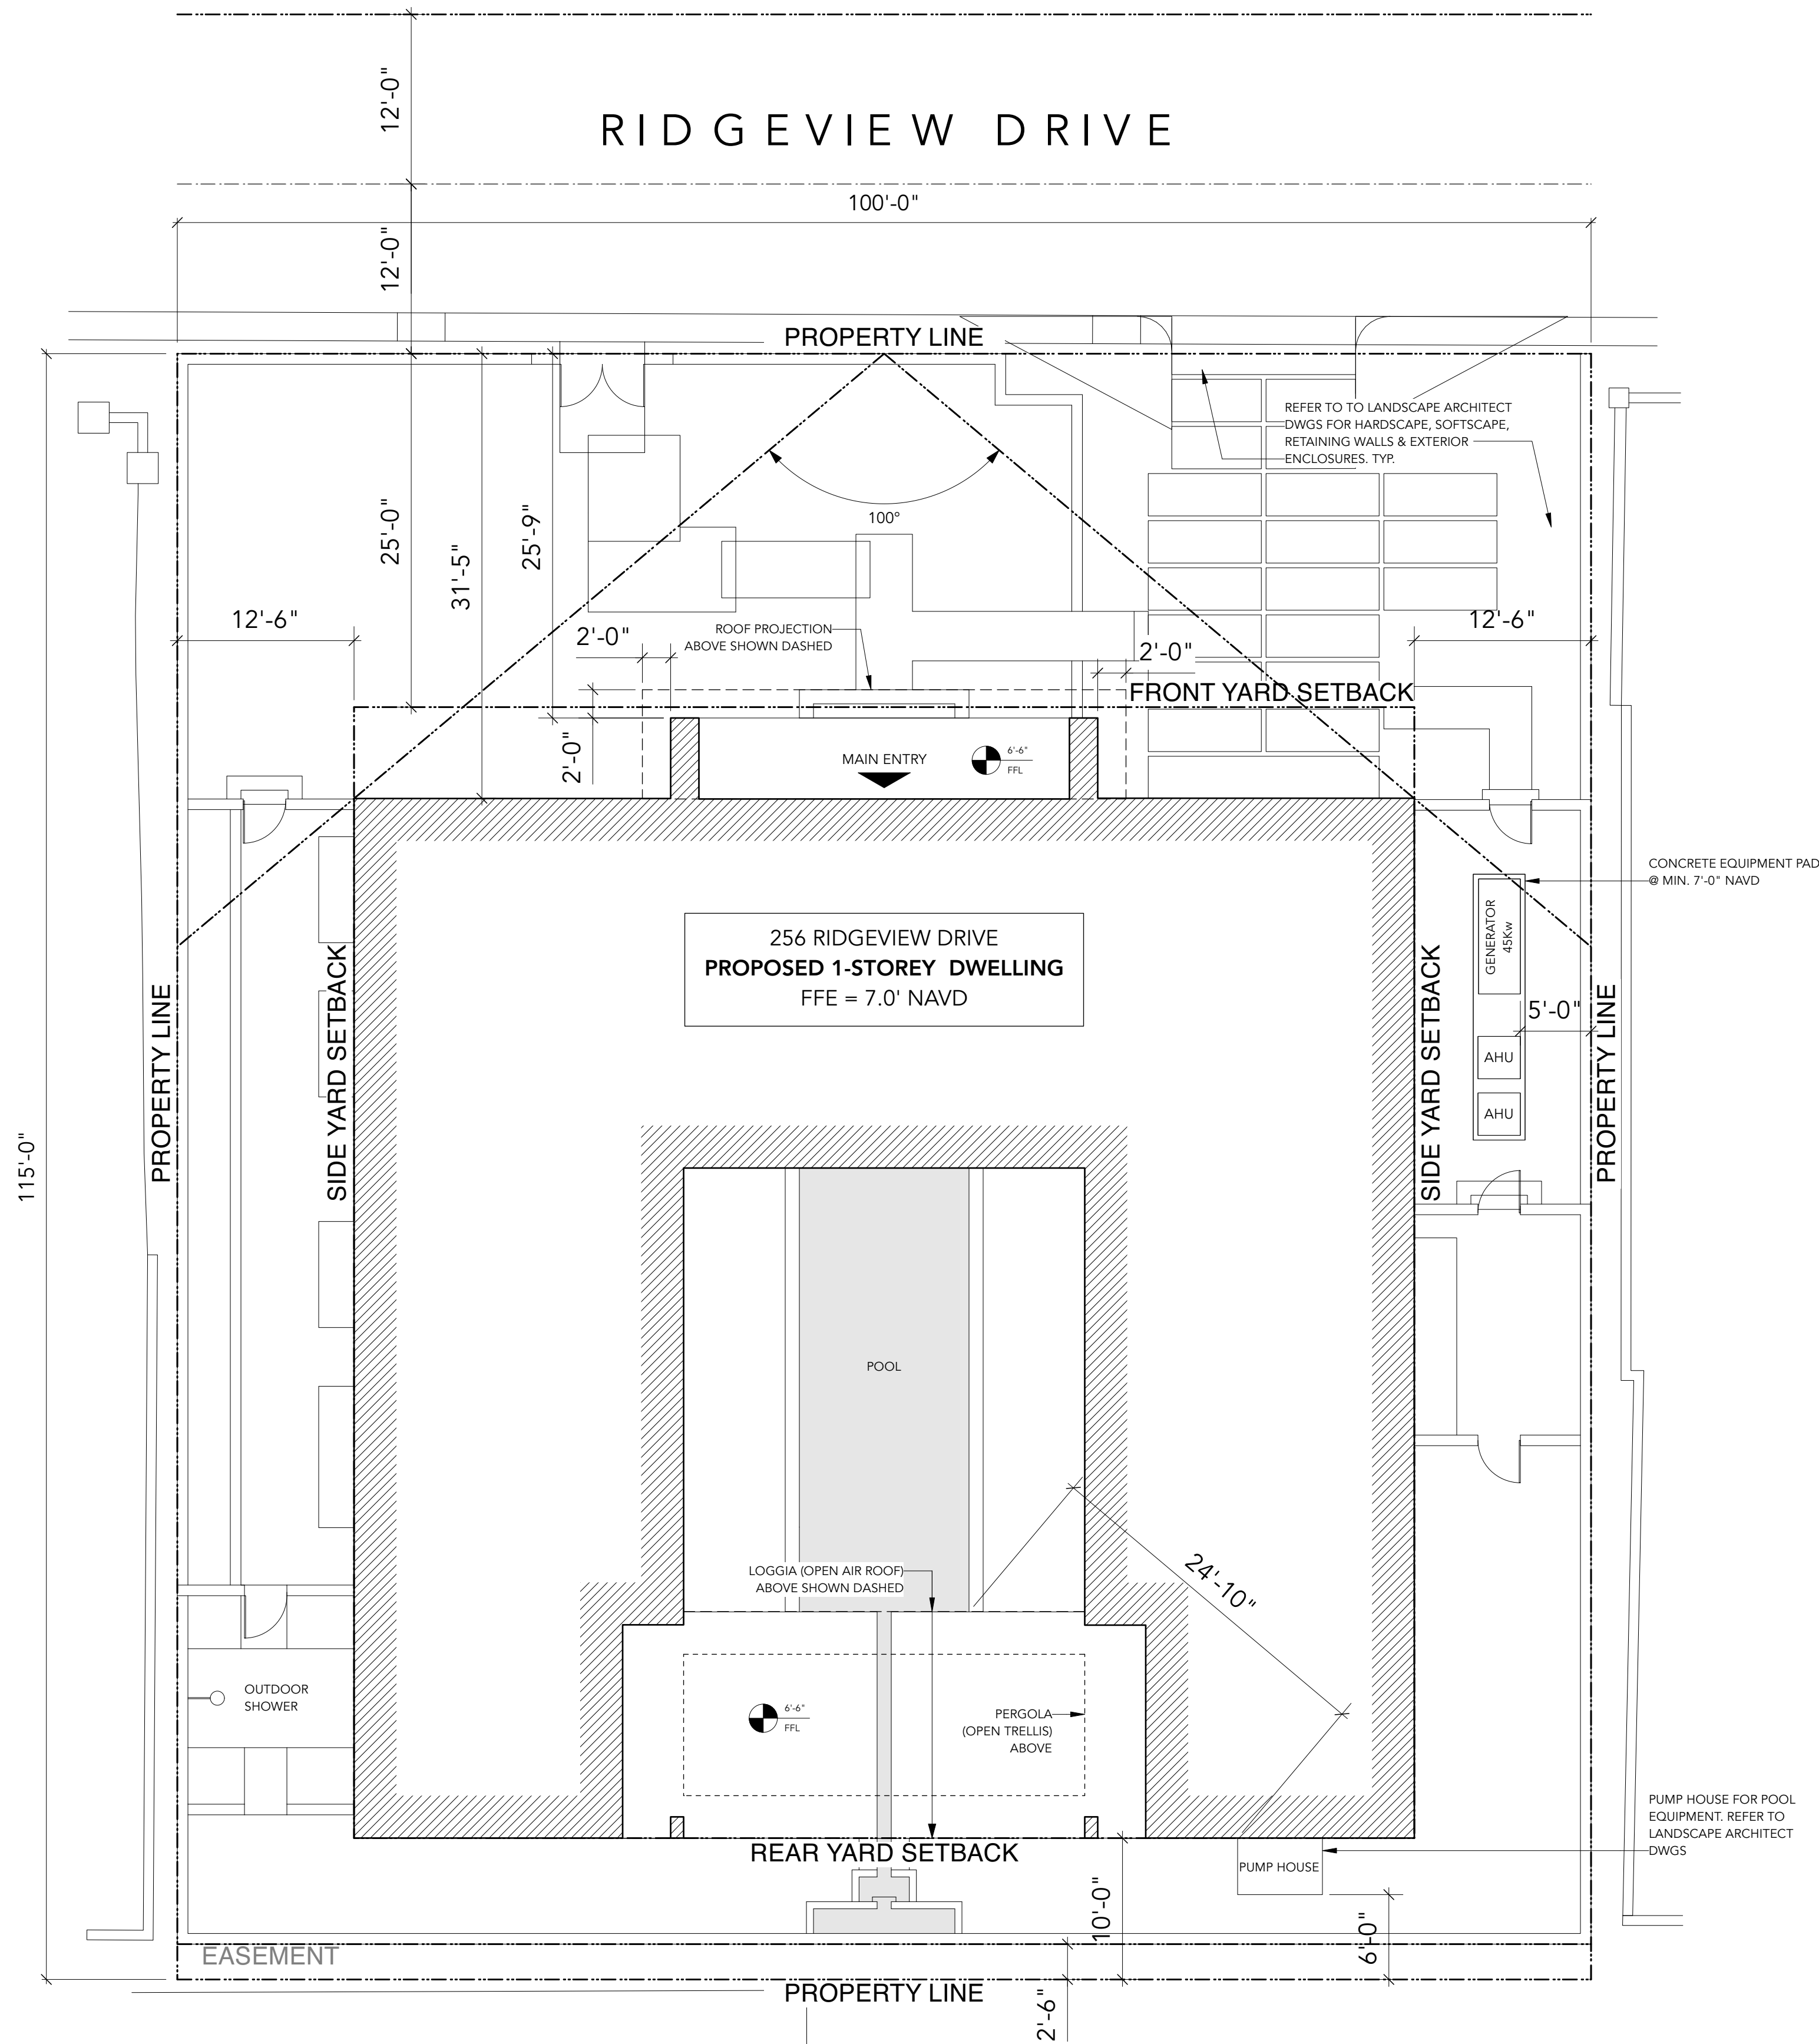 12'-0"
RIDGEVIEW DRIVE
100'-0"
12'-0"
PROPERTY LINE
REFER TO TO LANDSCAPE ARCHITECT
DWGS FOR HARDSCAPE, SOFTSCAPE,
RETAINING WALLS & EXTERIOR
ENCLOSURES. TYP.
100°
25'-0"
31'-5"
25'-9"
12'-6"
2'-0"
ROOF PROJECTION
ABOVE SHOWN DASHED
2'-0"
12'-6"
FRONT YARD SETBACK
2'-0"
MAIN ENTRY
6'-6"
FFL
CONCRETE EQUIPMENT PAD
@ MIN. 7'-0" NAVD
256 RIDGEVIEW DRIVE
PROPOSED 1-STOREY DWELLING
FFE = 7.0' NAVD
GENERATOR
45Kw
5'-0"
AHU
AHU
PROPERTY LINE
SIDE YARD SETBACK
SIDE YARD SETBACK
PROPERTY LINE
115'-0"
POOL
24'-10"
LOGGIA (OPEN AIR ROOF)
ABOVE SHOWN DASHED
OUTDOOR
SHOWER
6'-6"
FFL
PERGOLA
(OPEN TRELLIS)
ABOVE
PUMP HOUSE FOR POOL
EQUIPMENT. REFER TO
LANDSCAPE ARCHITECT
DWGS
REAR YARD SETBACK
PUMP HOUSE
10'-0"
6'-0"
EASEMENT
PROPERTY LINE
2'-6"